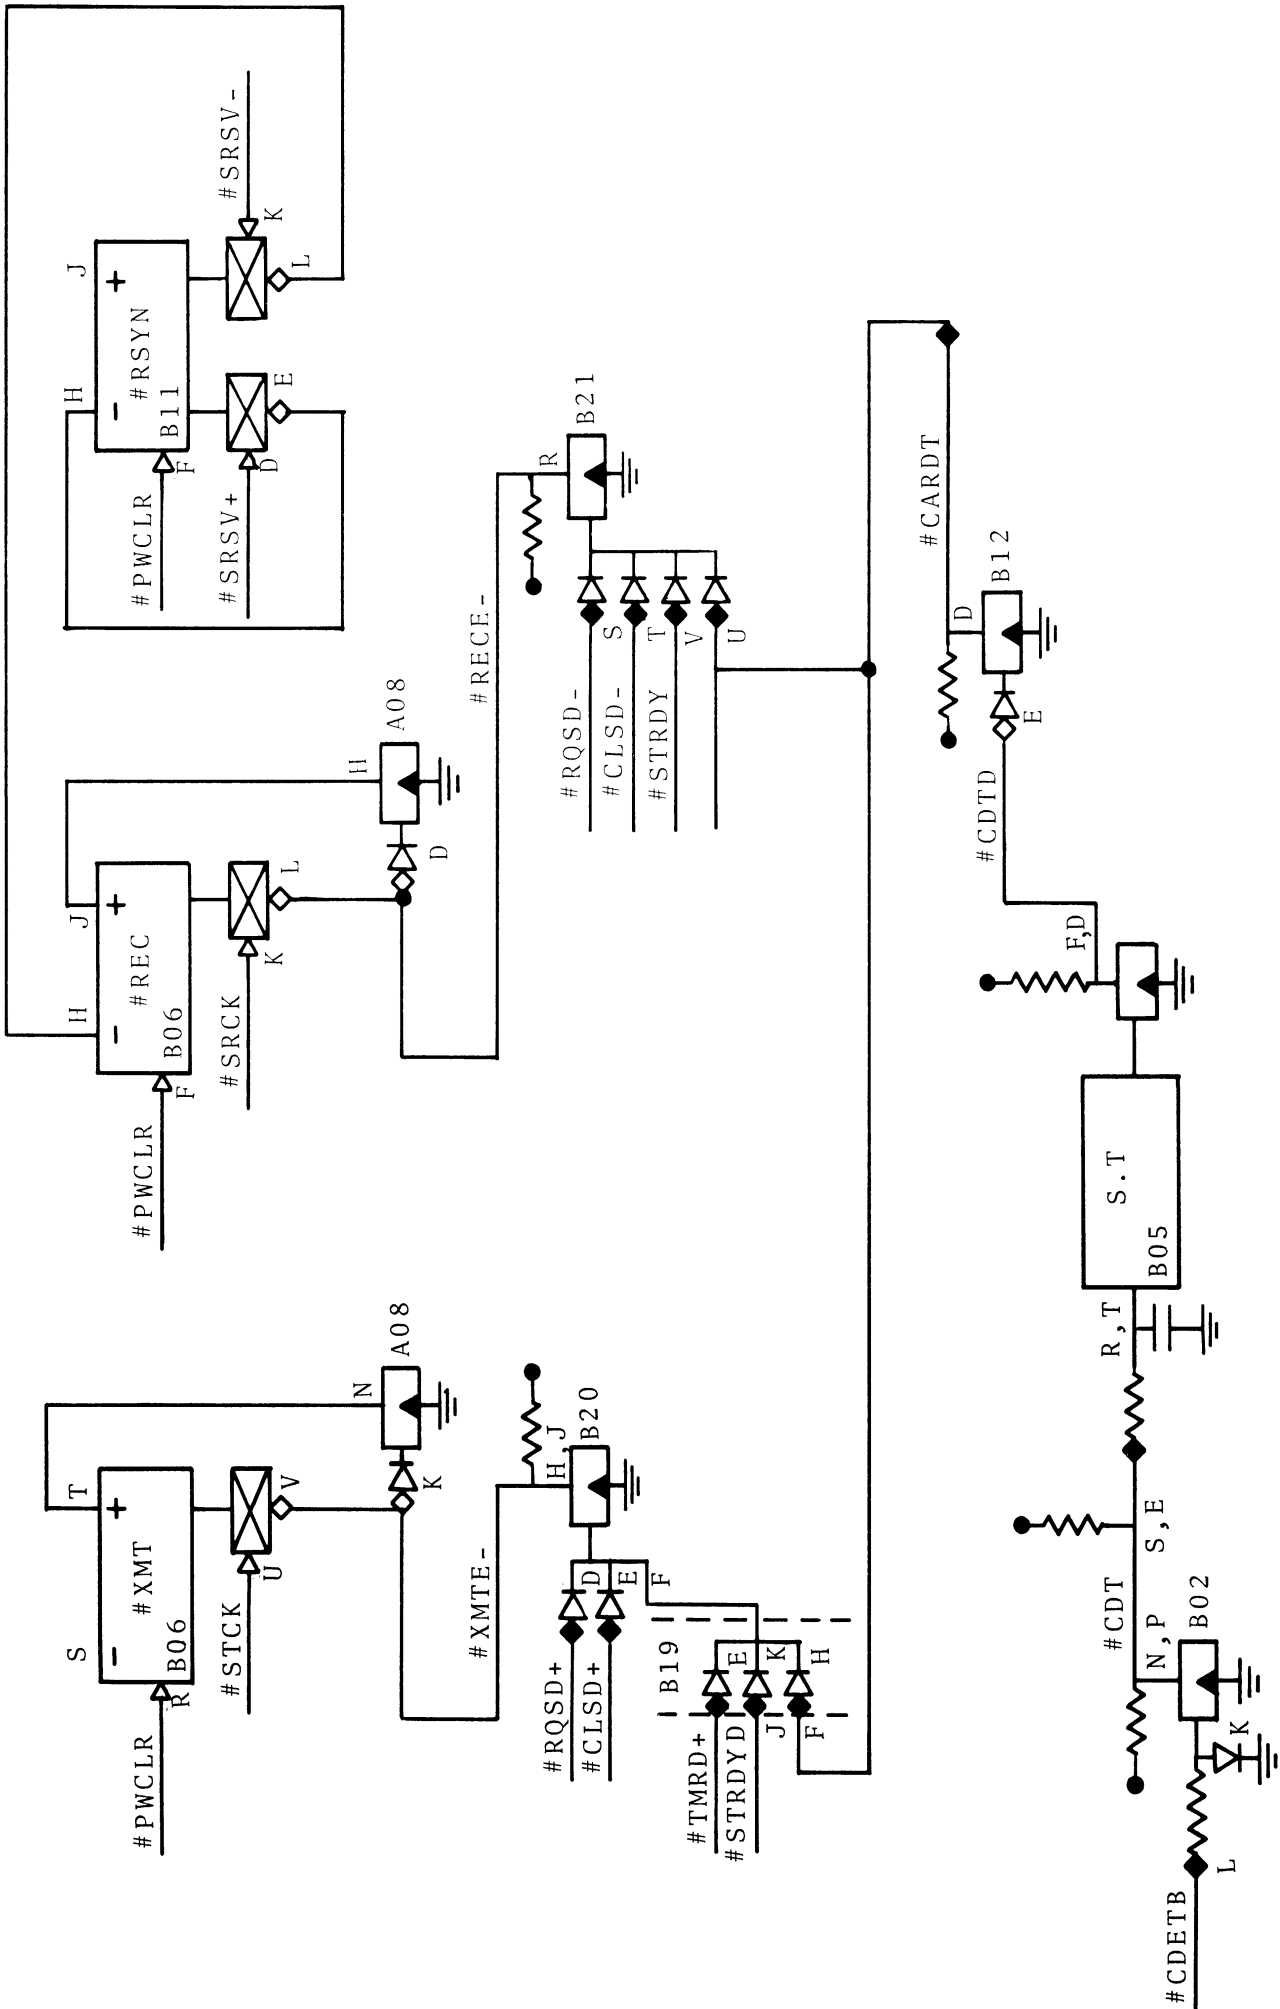 #PWCLR
R
S
#XMT
B06
T
-
+
#STCK
U
V
N
A08
K
#XMTE-
H,J
B20
#RQSD+
D
#CLSD+
E
F
B19
#TMRD+
E
#STRDYD
J
K
F
H
#PWCLR
F
H
#REC
B06
J
-
+
#SRCK
K
L
H
A08
D
#RECE-
R
B21
#RQSD-
S
#CLSD-
T
#STRDY
V
U
#PWCLR
F
H
#RSYN
B11
J
-
+
#SRSV+
D
E
#SRSV-
K
L
#CDETB
L
K
B02
N,P
#CDT
S,E
R,T
B05
S.T
F,D
#CDTD
E
D
B12
#CARDT